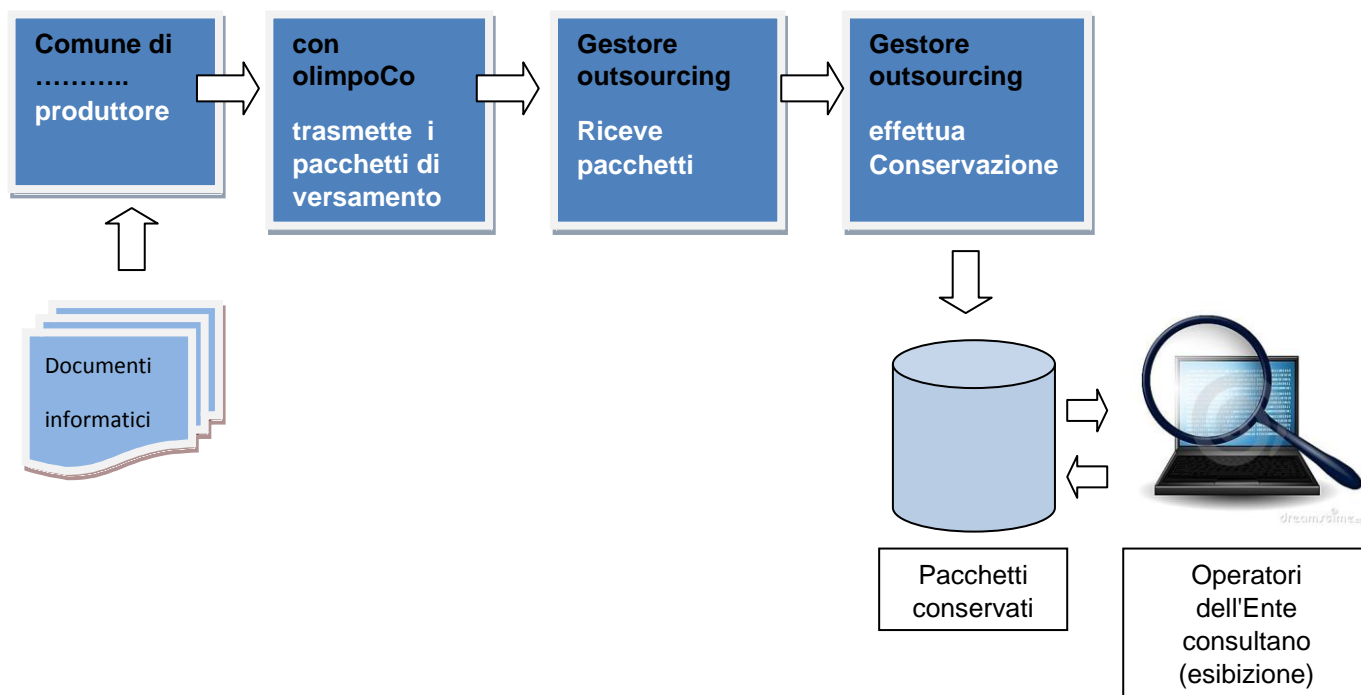 Comune di
………..
produttore
con
olimpoCo
trasmette i
pacchetti di
versamento
Gestore
outsourcing
Riceve
pacchetti
Gestore
outsourcing
effettua
Conservazione
Documenti
informatici
dreamstime
Pacchetti
conservati
Operatori
dell'Ente
consultano
(esibizione)